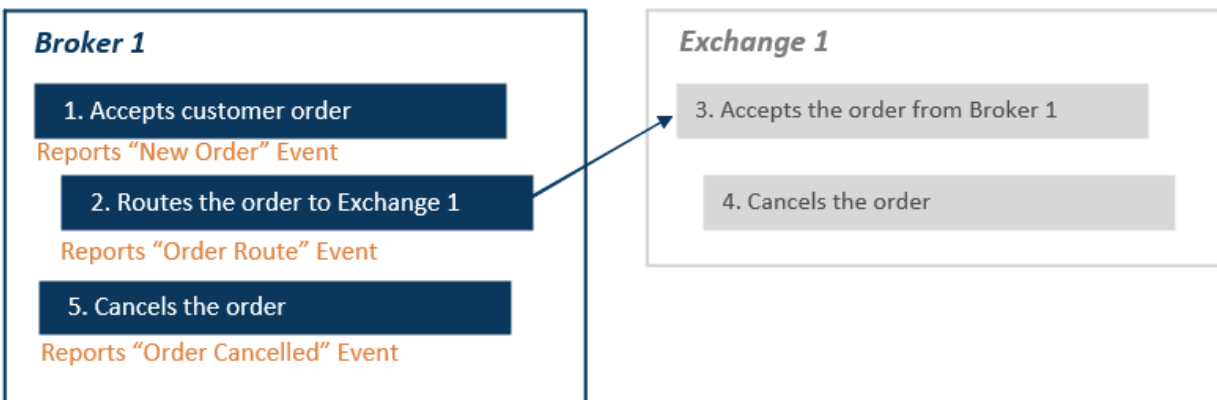 Broker 1
1. Accepts customer order
Reports “New Order” Event
2. Routes the order to Exchange 1
Reports “Order Route” Event
5. Cancels the order
Reports “Order Cancelled” Event
Exchange 1
3. Accepts the order from Broker 1
4. Cancels the order